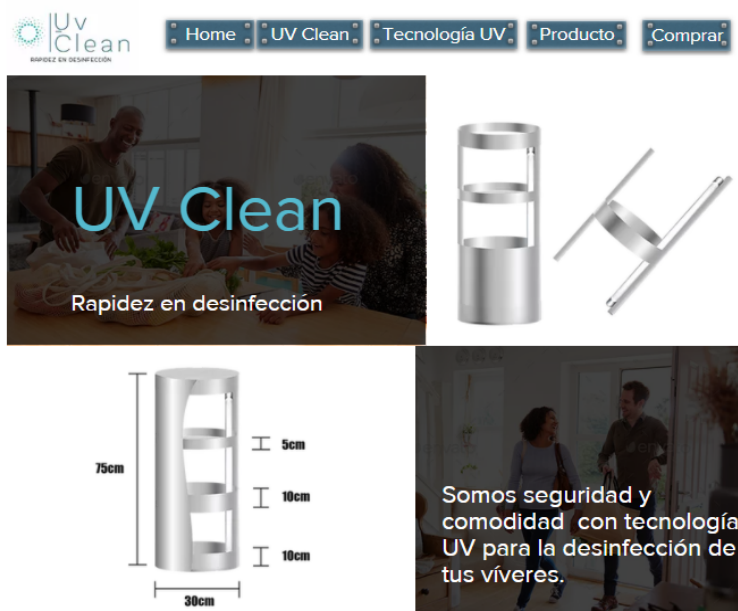 Uv
Clean
RAPIDEZ EN DESINFECCIÓN
Home
UV Clean
Tecnología UV
Producto
Comprar
UV Clean
Rapidez en desinfección
75cm
5cm
10cm
10cm
30cm
Somos seguridad y
comodidad con tecnología
UV para la desinfección de
tus víveres.